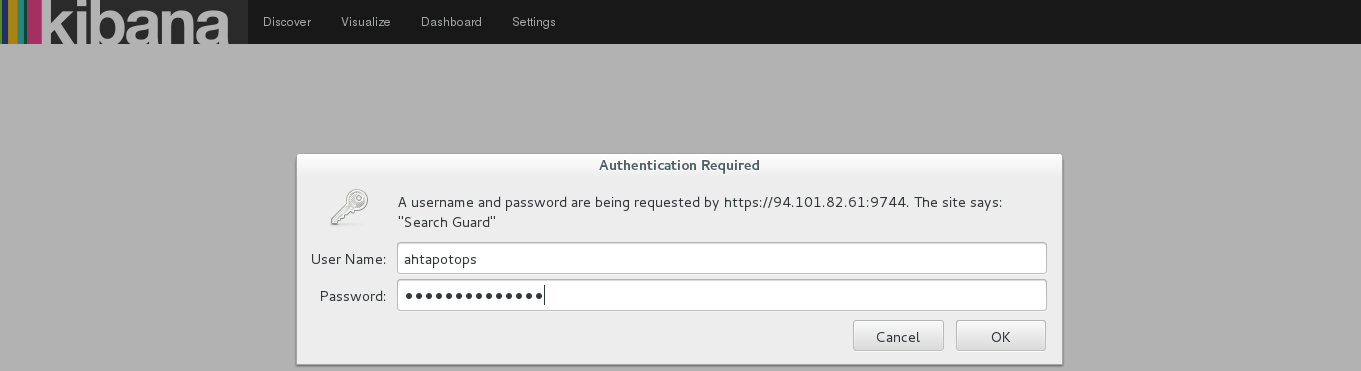 kibana Discover Visualize Dashboard Settings
Authentication Required
A username and password are being requested by https://94.101.82.61:9744. The site says:
"Search Guard"
User Name: ahtapotops
Password: ••••••••••••••
Cancel OK